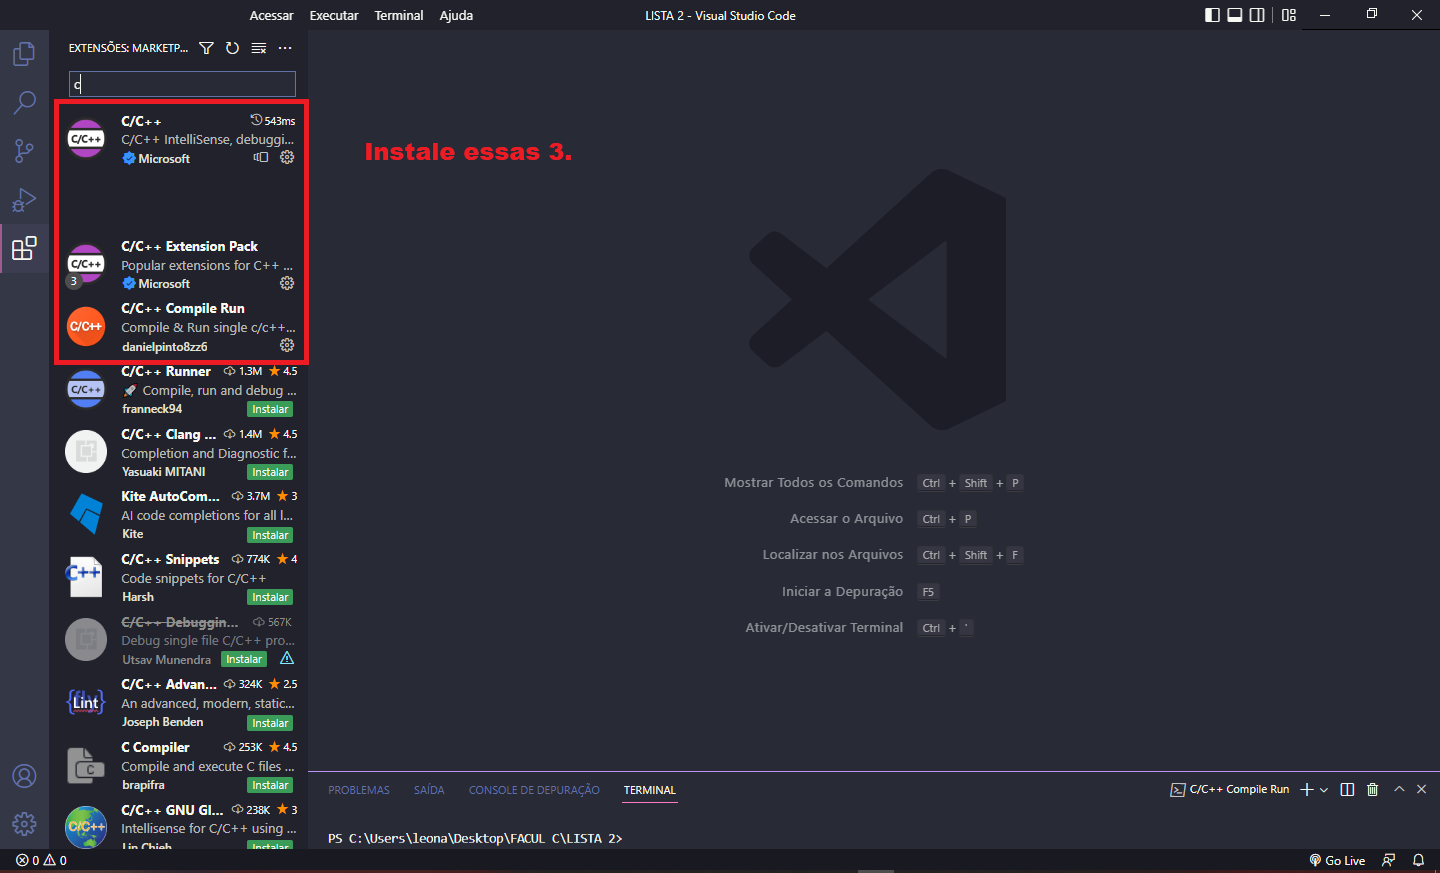 Acessar Executar Terminal Ajuda
LISTA 2 - Visual Studio Code
EXTENSÕES: MARKETP...
c
C/C++ 543ms
C/C++ IntelliSense, debuggi...
Microsoft
C/C++
C/C++ Extension Pack
Popular extensions for C++ ...
Microsoft
C/C++
3
C/C++ Compile Run
Compile & Run single c/c++...
danielpinto8zz6
C/C++
C/C++ Runner 1.3M 4.5
Compile, run and debug ...
franneck94 Instalar
C/C++
C/C++ Clang ... 1.4M 4.5
Completion and Diagnostic f...
Yasuaki MITANI Instalar
Kite AutoCom... 3.7M 3
AI code completions for all l...
Kite Instalar
C/C++ Snippets 774K 4
Code snippets for C/C++
Harsh Instalar
C++
C/C++ Debuggin... 567K
Debug single file C/C++ pro...
Utsav Munendra Instalar
C/C++ Advan... 324K 2.5
An advanced, modern, static...
Joseph Benden Instalar
{Lint}
C Compiler 253K 4.5
Compile and execute C files ...
brapifra Instalar
C
C/C++ GNU Gl... 238K 3
Intellisense for C/C++ using ...
Lin Chieh Instalar
C/C++
Instale essas 3.
Mostrar Todos os Comandos Ctrl + Shift + P
Acessar o Arquivo Ctrl + P
Localizar nos Arquivos Ctrl + Shift + F
Iniciar a Depuração F5
Ativar/Desativar Terminal Ctrl + '
PROBLEMAS SAÍDA CONSOLE DE DEPURAÇÃO TERMINAL
C/C++ Compile Run
PS C:\Users\leona\Desktop\FACUL C\LISTA 2>
0 0
Go Live